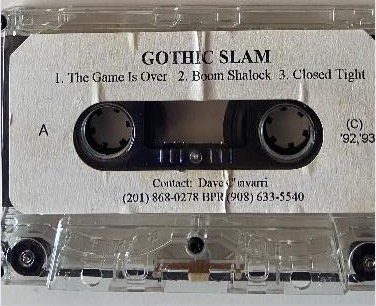 GOTHIC SLAM
1. The Game Is Over 2. Boom Shalock 3. Closed Tight
A
(C)
'92,'93
Contact: Dave
(201) 868-0278 BPR (908) 633-5540